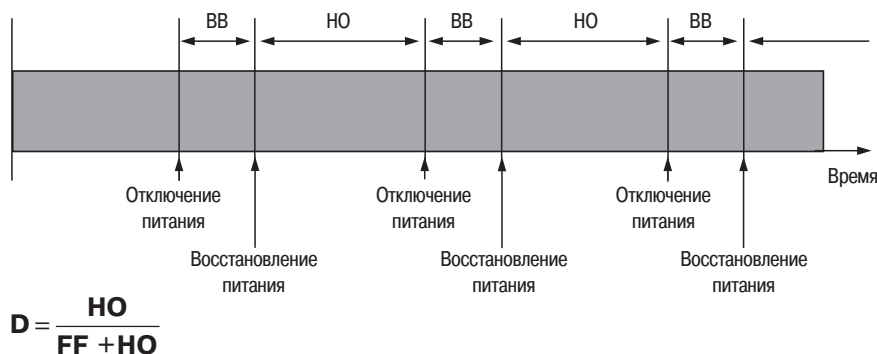 ВВ НО ВВ НО ВВ
Время
Отключение питания
Отключение питания
Отключение питания
Восстановление питания
Восстановление питания
Восстановление питания
D = НО / FF + НО